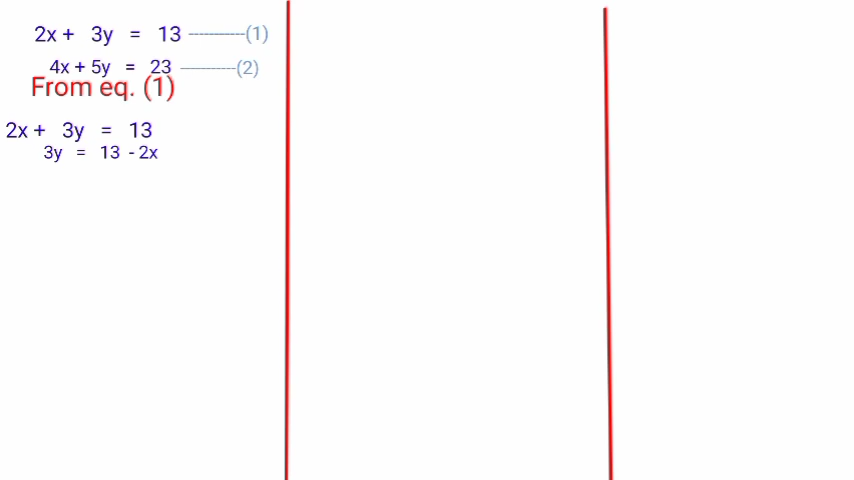 2x + 3y = 13 -----------(1)
4x + 5y = 23 -----------(2)
From eq. (1)
2x + 3y = 13
3y = 13 - 2x